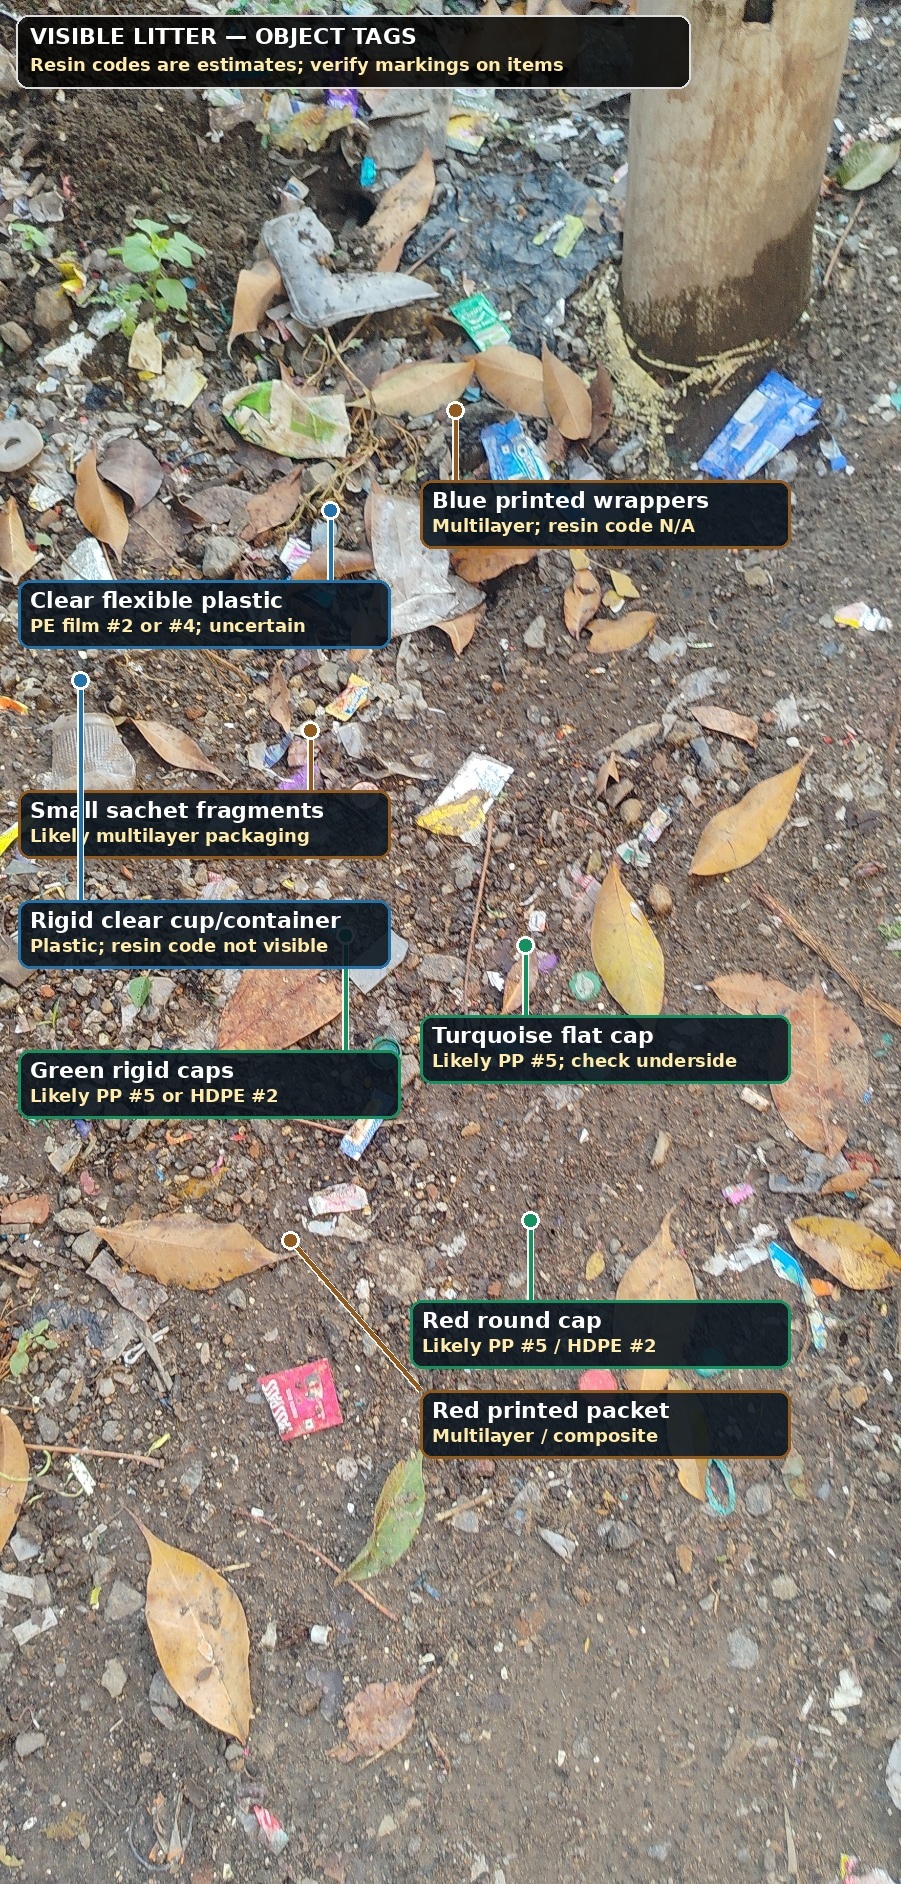 VISIBLE LITTER — OBJECT TAGS
Resin codes are estimates; verify markings on items
Blue printed wrappers
Multilayer; resin code N/A
Clear flexible plastic
PE film #2 or #4; uncertain
Small sachet fragments
Likely multilayer packaging
Rigid clear cup/container
Plastic; resin code not visible
Turquoise flat cap
Likely PP #5; check underside
Green rigid caps
Likely PP #5 or HDPE #2
Red round cap
Likely PP #5 / HDPE #2
Red printed packet
Multilayer / composite